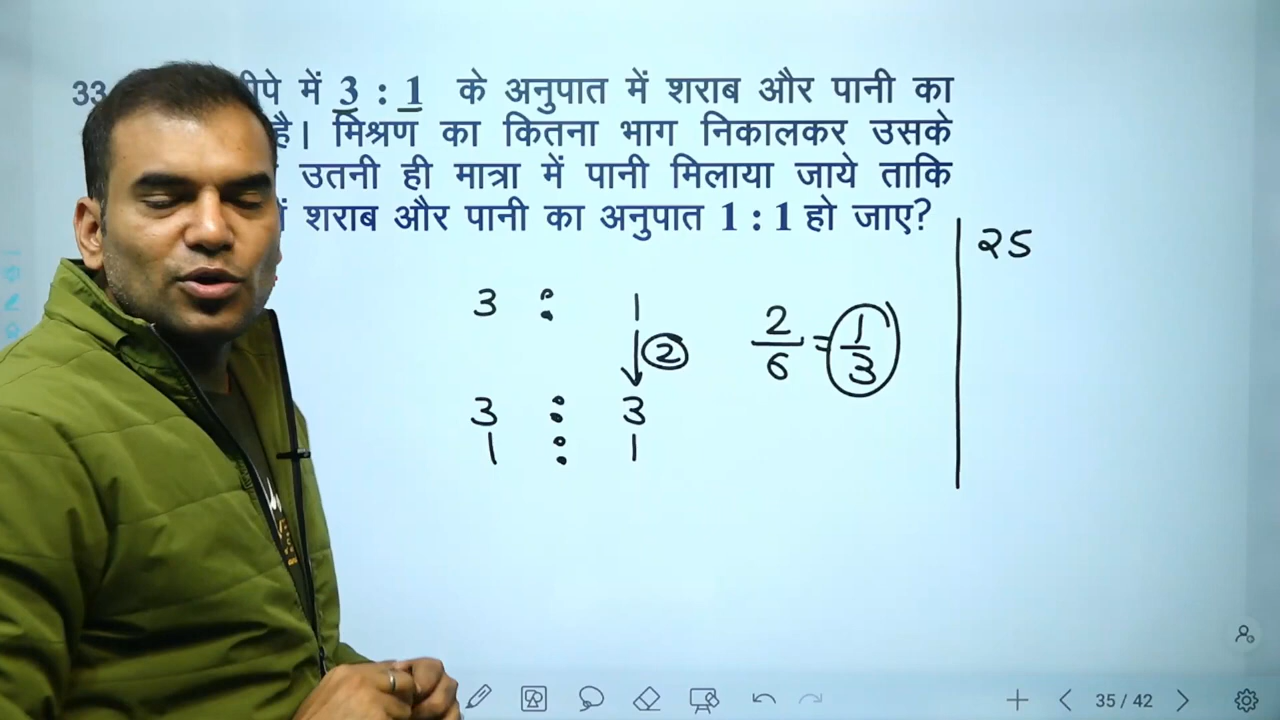 33. पे में 3 : 1 के अनुपात में शराब और पानी का
है। मिश्रण का कितना भाग निकालकर उसके
उतनी ही मात्रा में पानी मिलाया जाये ताकि
शराब और पानी का अनुपात 1 : 1 हो जाए?
25
3 : 1
2
2/6 = 1/3
3 : 3
1 : 1
35 / 42